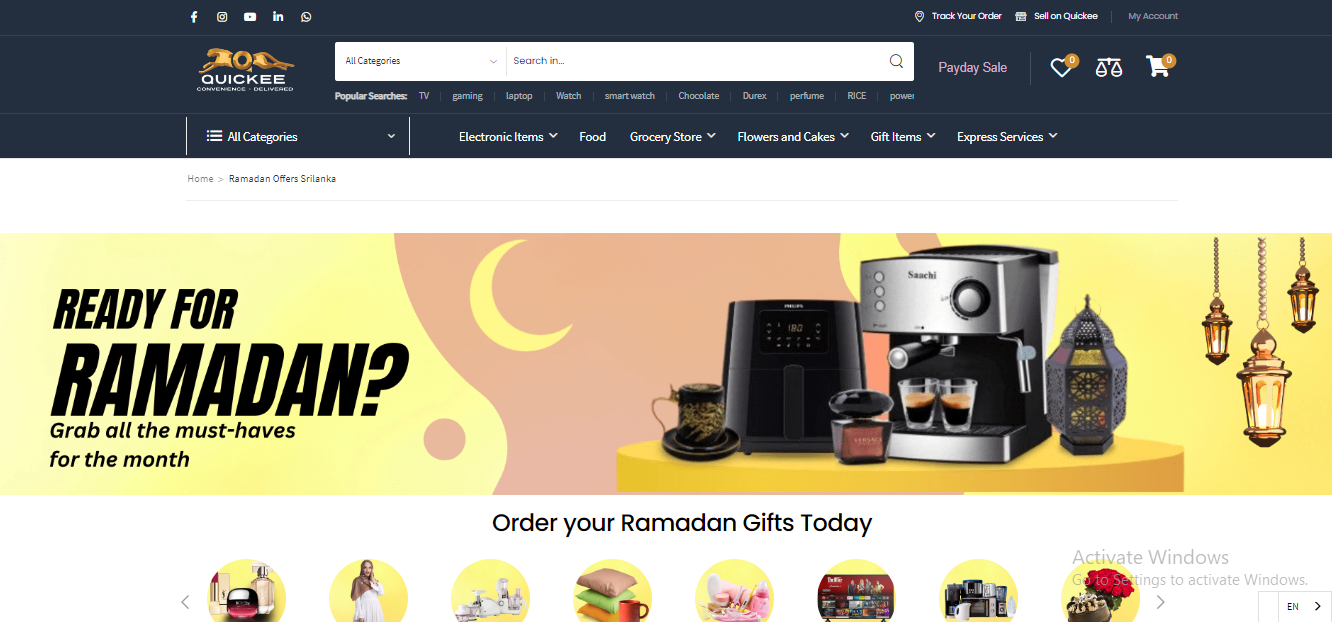 Track Your Order
Sell on Quickee
My Account
QUICKEE
CONVENIENCE - DELIVERED
All Categories
Search in...
Payday Sale
0
0
Popular Searches:
TV
gaming
laptop
Watch
smart watch
Chocolate
Durex
perfume
RICE
power
All Categories
Electronic Items
Food
Grocery Store
Flowers and Cakes
Gift Items
Express Services
Home > Ramadan Offers Srilanka
READY FOR
RAMADAN?
Grab all the must-haves
for the month
PHILIPS
180
Saachi
VERSACE
Order your Ramadan Gifts Today
Activate Windows
Go to Settings to activate Windows.
EN